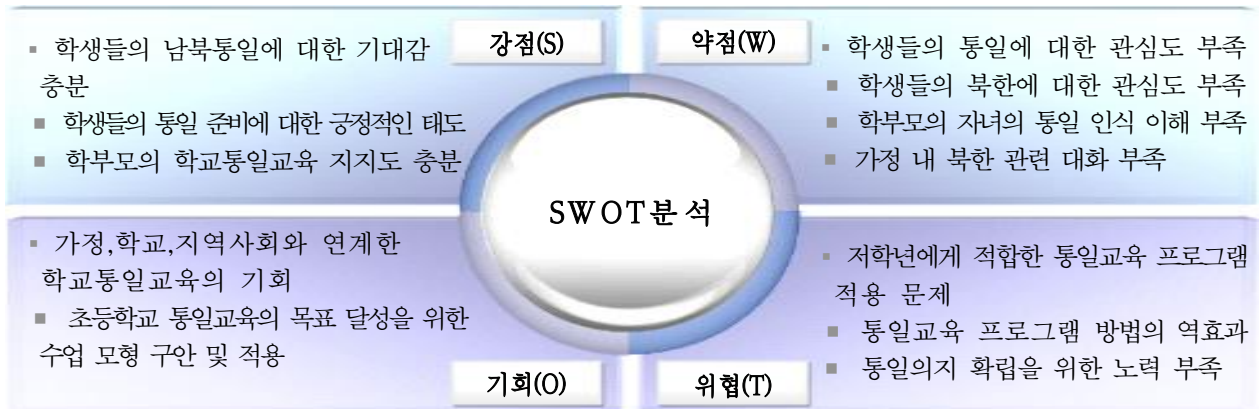 강점(S)
▪ 학생들의 남북통일에 대한 기대감
충분
▪ 학생들의 통일 준비에 대한 긍정적인 태도
▪ 학부모의 학교통일교육 지지도 충분
약점(W)
▪ 학생들의 통일에 대한 관심도 부족
▪ 학생들의 북한에 대한 관심도 부족
▪ 학부모의 자녀의 통일 인식 이해 부족
▪ 가정 내 북한 관련 대화 부족
SWOT분석
▪ 가정,학교,지역사회와 연계한
학교통일교육의 기회
▪ 초등학교 통일교육의 목표 달성을 위한
수업 모형 구안 및 적용
기회(O)
▪ 저학년에게 적합한 통일교육 프로그램
적용 문제
▪ 통일교육 프로그램 방법의 역효과
▪ 통일의지 확립을 위한 노력 부족
위협(T)